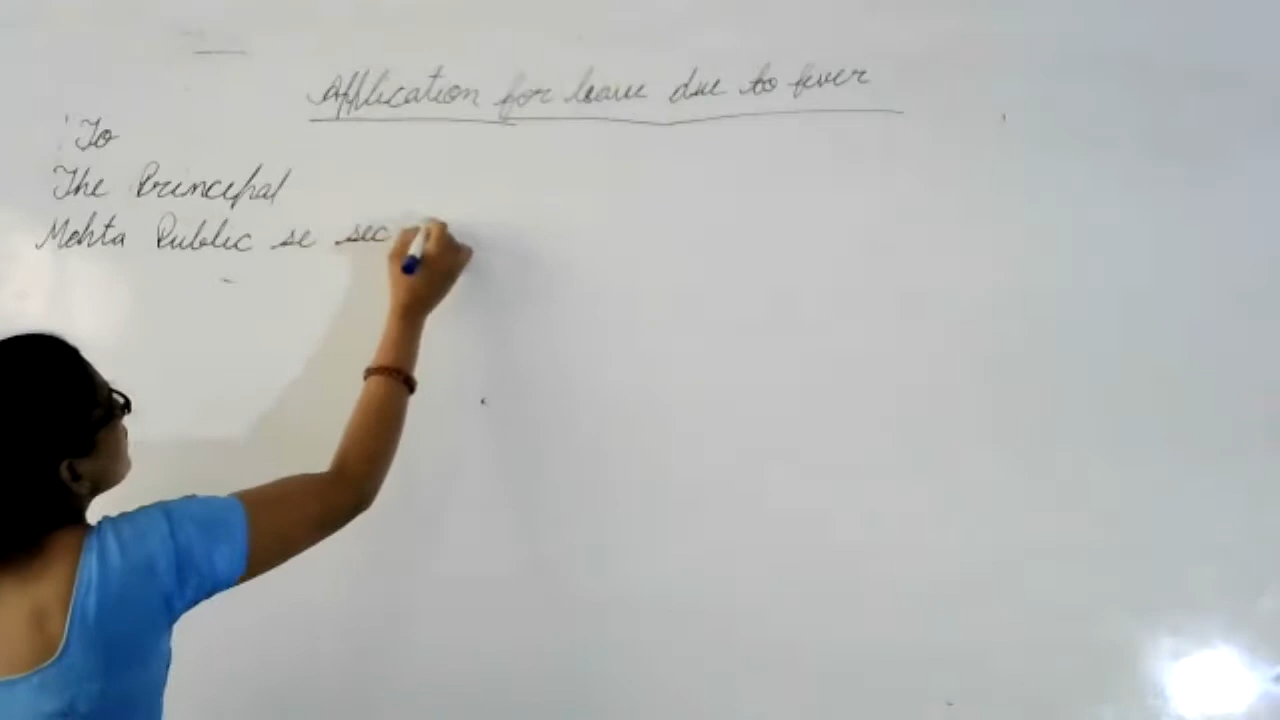 Application for leave due to fever
To
The Principal
Mehta Public se sec